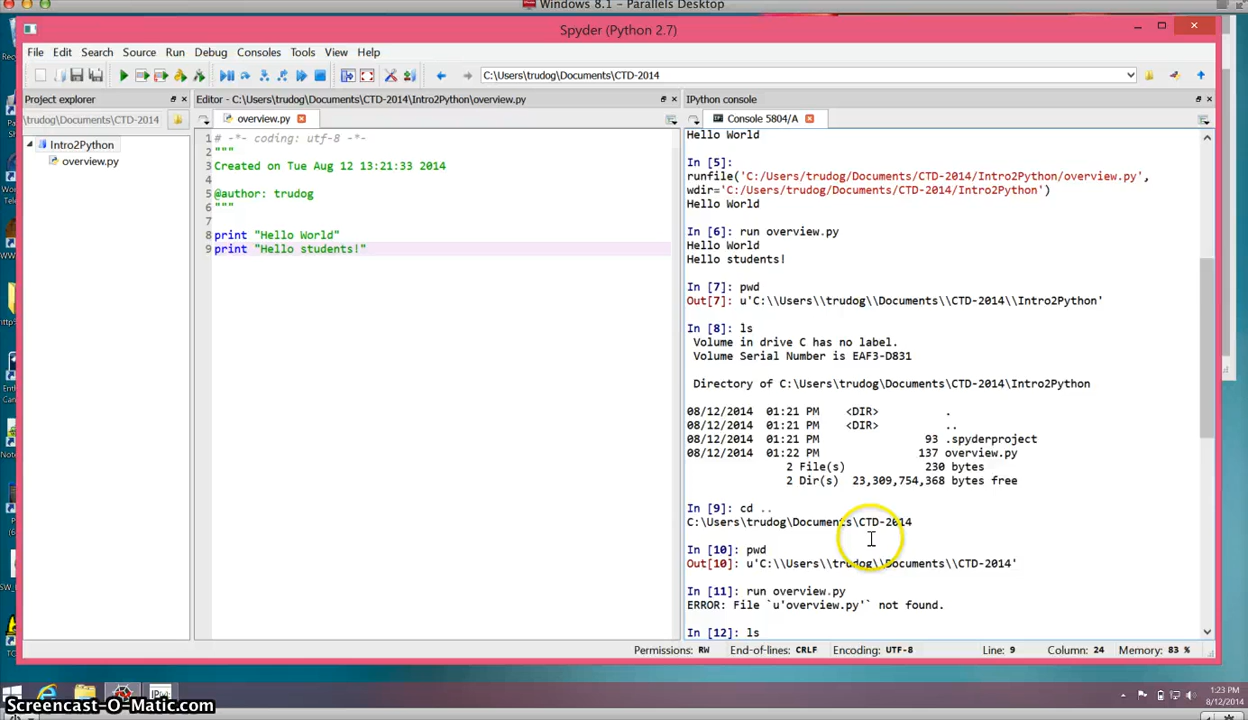 Windows 8.1 - Parallels Desktop
Spyder (Python 2.7)
File Edit Search Source Run Debug Consoles Tools View Help
C:\Users\trudog\Documents\CTD-2014
Project explorer
Editor - C:\Users\trudog\Documents\CTD-2014\Intro2Python\overview.py
IPython console
\trudog\Documents\CTD-2014
overview.py
Console 5804/A
Intro2Python
overview.py
1 # -*- coding: utf-8 -*-
2 """
3 Created on Tue Aug 12 13:21:33 2014
4
5 @author: trudog
6 """
7
8 print "Hello World"
9 print "Hello students!"
Hello World
In [5]:
runfile('C:/Users/trudog/Documents/CTD-2014/Intro2Python/overview.py',
wdir='C:/Users/trudog/Documents/CTD-2014/Intro2Python')
Hello World
In [6]: run overview.py
Hello World
Hello students!
In [7]: pwd
Out[7]: u'C:\\Users\\trudog\\Documents\\CTD-2014\\Intro2Python'
In [8]: ls
Volume in drive C has no label.
Volume Serial Number is EAF3-D831
Directory of C:\Users\trudog\Documents\CTD-2014\Intro2Python
08/12/2014 01:21 PM <DIR> .
08/12/2014 01:21 PM <DIR> ..
08/12/2014 01:21 PM 93 .spyderproject
08/12/2014 01:22 PM 137 overview.py
2 File(s) 230 bytes
2 Dir(s) 23,309,754,368 bytes free
In [9]: cd ..
C:\Users\trudog\Documents\CTD-2014
In [10]: pwd
Out[10]: u'C:\\Users\\trudog\\Documents\\CTD-2014'
In [11]: run overview.py
ERROR: File `u'overview.py'` not found.
In [12]: ls
Permissions: RW End-of-lines: CRLF Encoding: UTF-8 Line: 9 Column: 24 Memory: 83 %
1:23 PM
8/12/2014
Screencast-O-Matic.com